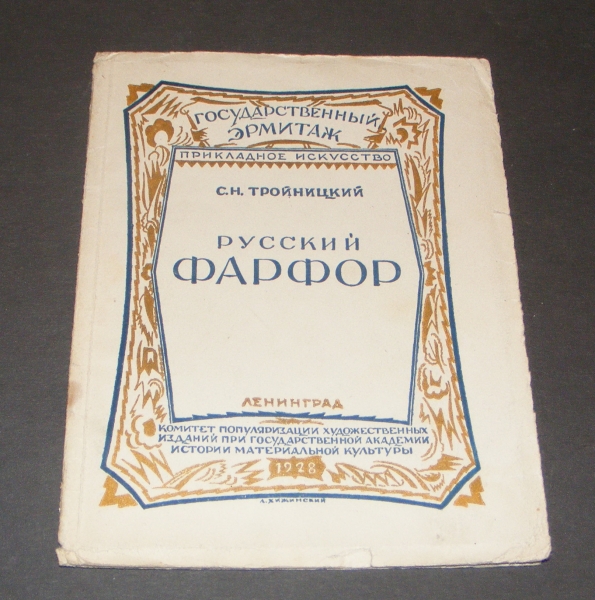 ГОСУДАРСТВЕННЫЙ
ЭРМИТАЖ
ПРИКЛАДНОЕ ИСКУССТВО
С.Н. ТРОЙНИЦКИЙ
РУССКИЙ
ФАРФОР
ЛЕНИНГРАД
КОМИТЕТ ПОПУЛЯРИЗАЦИИ ХУДОЖЕСТВЕННЫХ
ИЗДАНИЙ ПРИ ГОСУДАРСТВЕННОЙ АКАДЕМИИ
ИСТОРИИ МАТЕРИАЛЬНОЙ КУЛЬТУРЫ
1928
Л. ХИЖИНСКИЙ